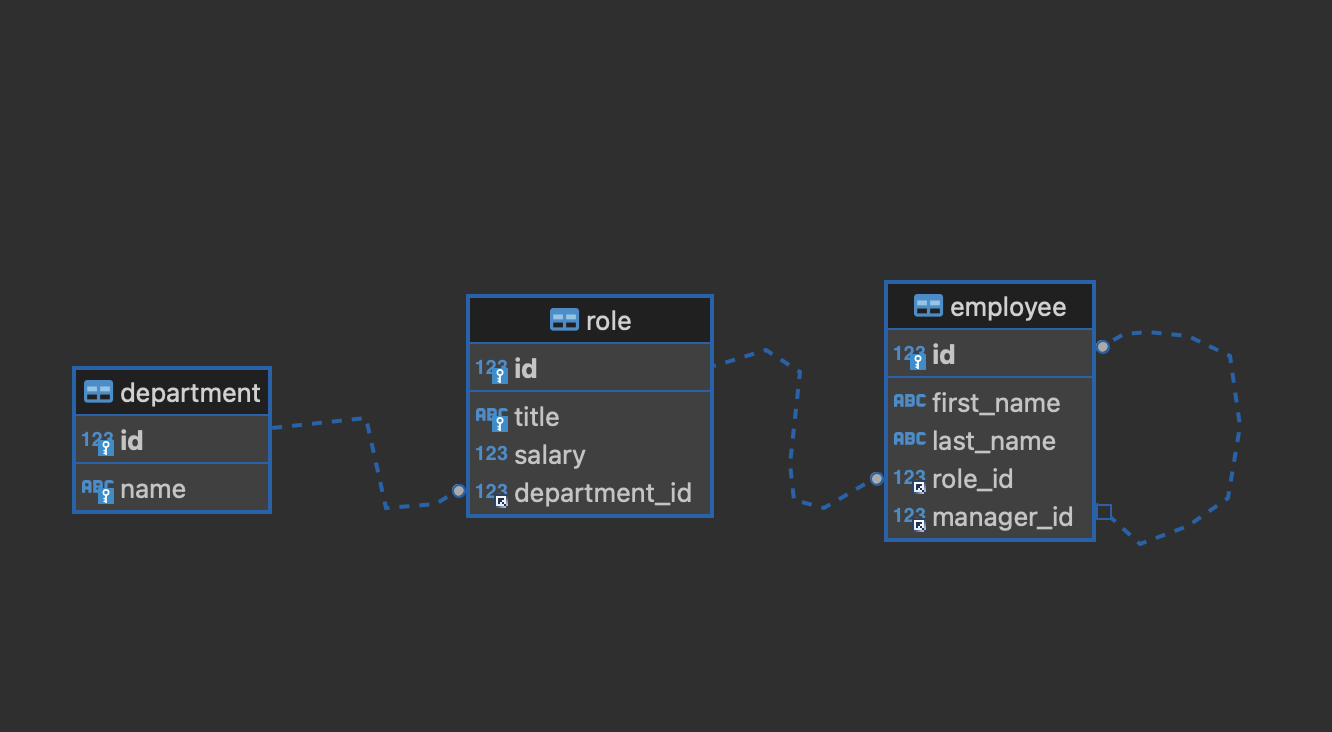 department
123 id
ABC name
role
123 id
ABC title
123 salary
123 department_id
employee
123 id
ABC first_name
ABC last_name
123 role_id
123 manager_id